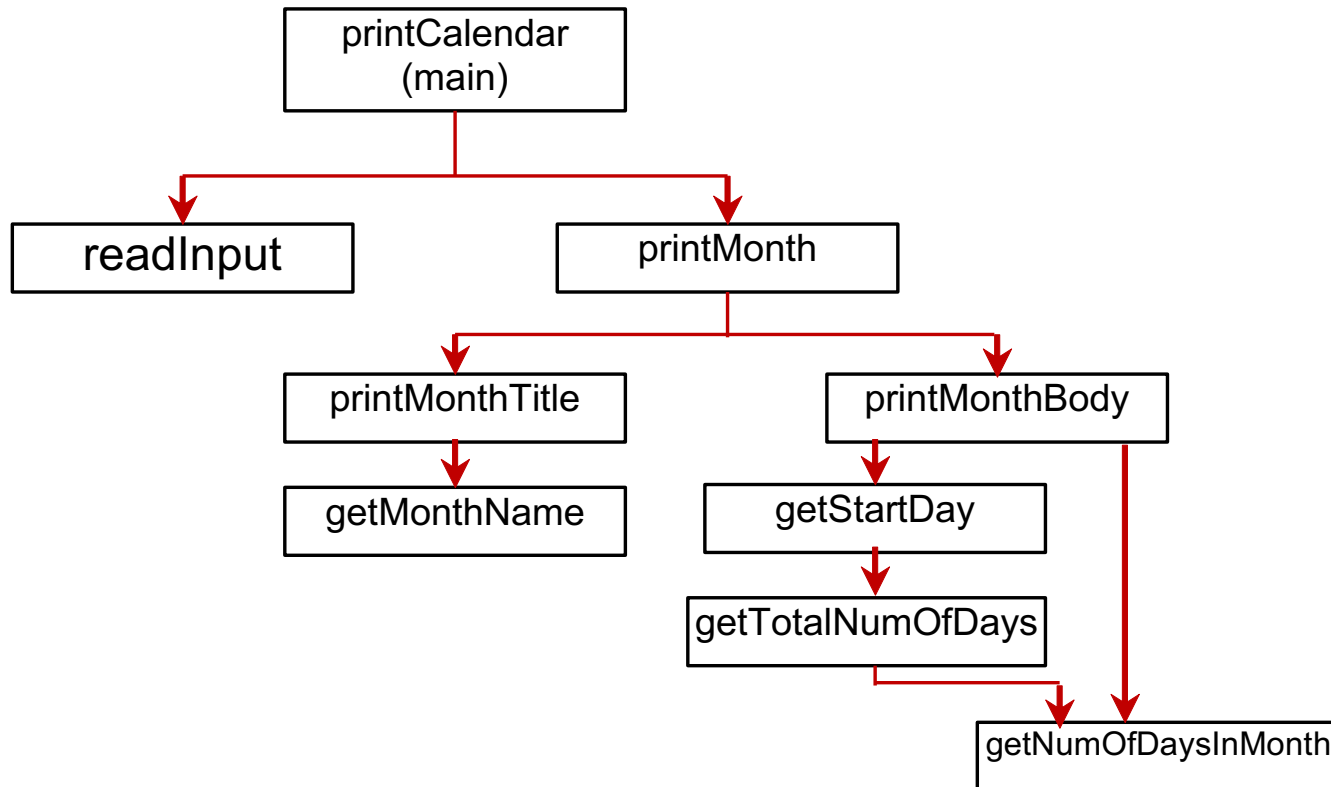 printCalendar
(main)
readInput
printMonth
printMonthTitle
printMonthBody
getMonthName
getStartDay
getTotalNumOfDays
getNumOfDaysInMonth